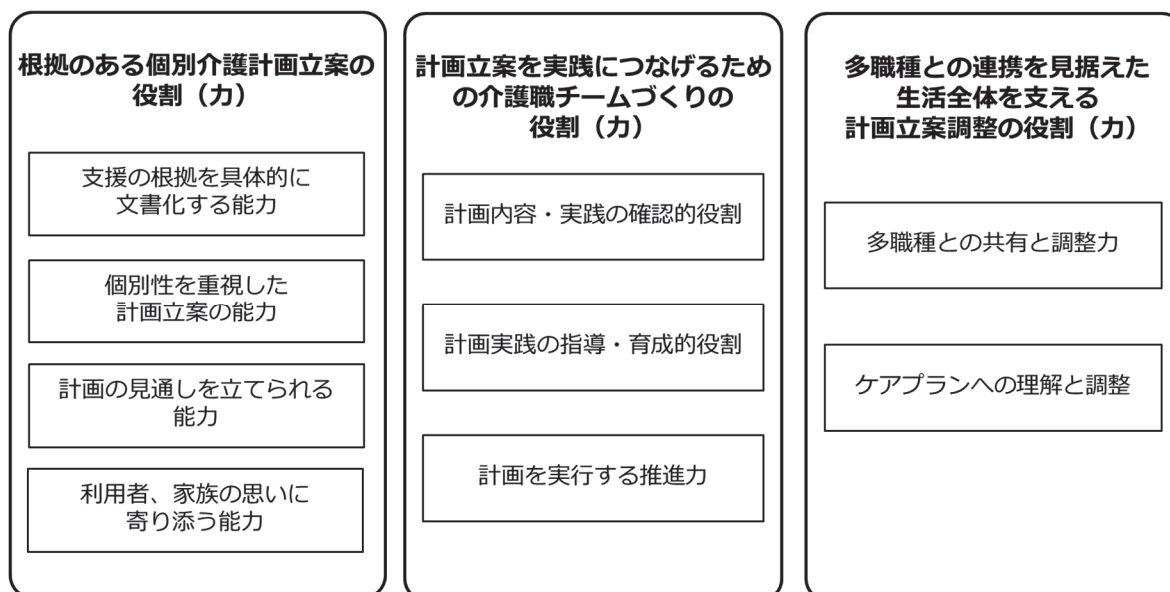 根拠のある個別介護計画立案の
役割（力）
支援の根拠を具体的に
文書化する能力
個別性を重視した
計画立案の能力
計画の見通しを立てられる
能力
利用者、家族の思いに
寄り添う能力
計画立案を実践につなげるため
の介護職チームづくりの
役割（力）
計画内容・実践の確認的役割
計画実践の指導・育成的役割
計画を実行する推進力
多職種との連携を見据えた
生活全体を支える
計画立案調整の役割（力）
多職種との共有と調整力
ケアプランへの理解と調整